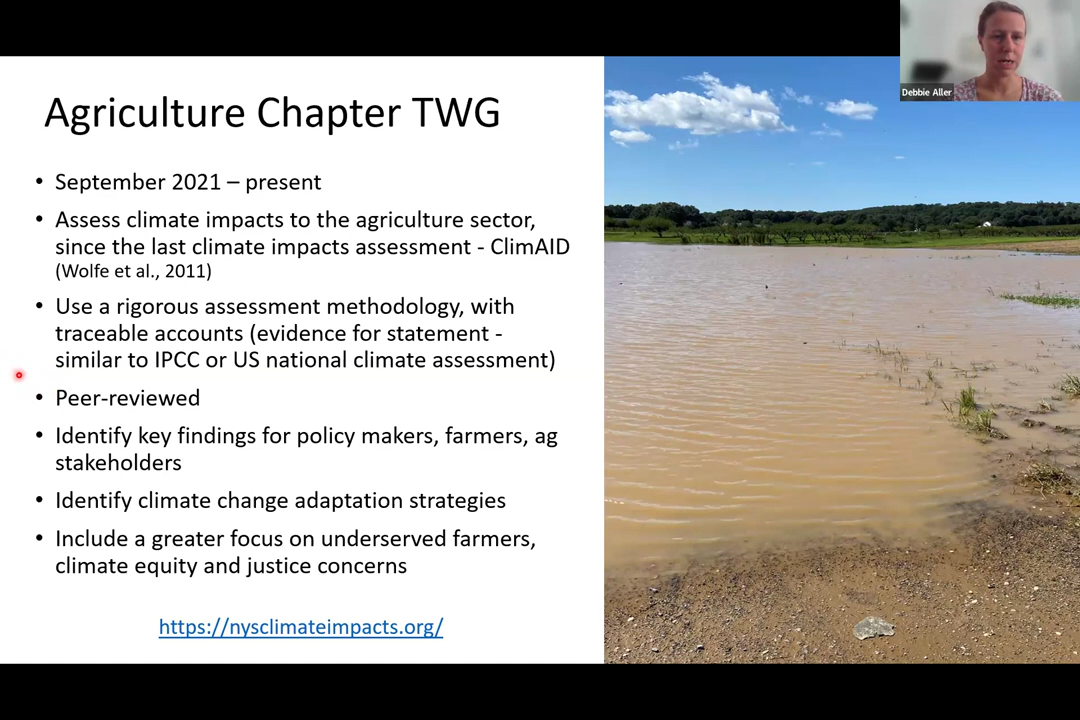 Debbie Aller
Agriculture Chapter TWG
• September 2021 – present
• Assess climate impacts to the agriculture sector,
since the last climate impacts assessment - ClimAID
(Wolfe et al., 2011)
• Use a rigorous assessment methodology, with
traceable accounts (evidence for statement -
similar to IPCC or US national climate assessment)
• Peer-reviewed
• Identify key findings for policy makers, farmers, ag
stakeholders
• Identify climate change adaptation strategies
• Include a greater focus on underserved farmers,
climate equity and justice concerns
https://nysclimateimpacts.org/